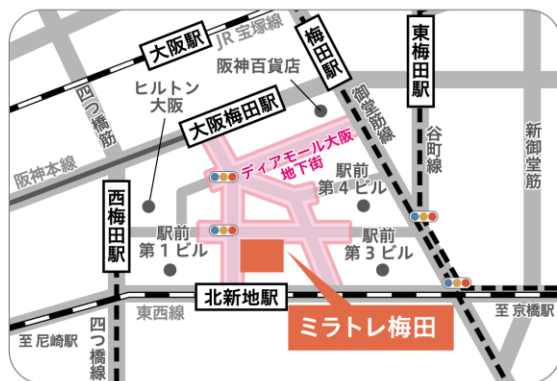 大阪駅
JR 宝塚線
梅田駅
東梅田駅
阪神百貨店
四つ橋筋
ヒルトン
大阪
大阪梅田駅
御堂筋線
谷町線
新御堂筋
阪神本線
ディアモール大阪
地下街
駅前
第4ビル
西梅田駅
駅前
第1ビル
駅前
第3ビル
北新地駅
東西線
至 尼崎駅
四つ橋線
至 京橋駅
ミラトレ梅田